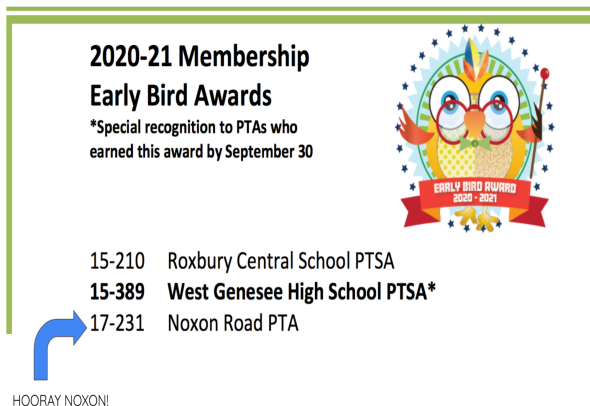 2020-21 Membership
Early Bird Awards
*Special recognition to PTAs who
earned this award by September 30
EARLY BIRD AWARD
2020 - 2021
15-210 Roxbury Central School PTSA
15-389 West Genesee High School PTSA*
17-231 Noxon Road PTA
HOORAY NOXON!